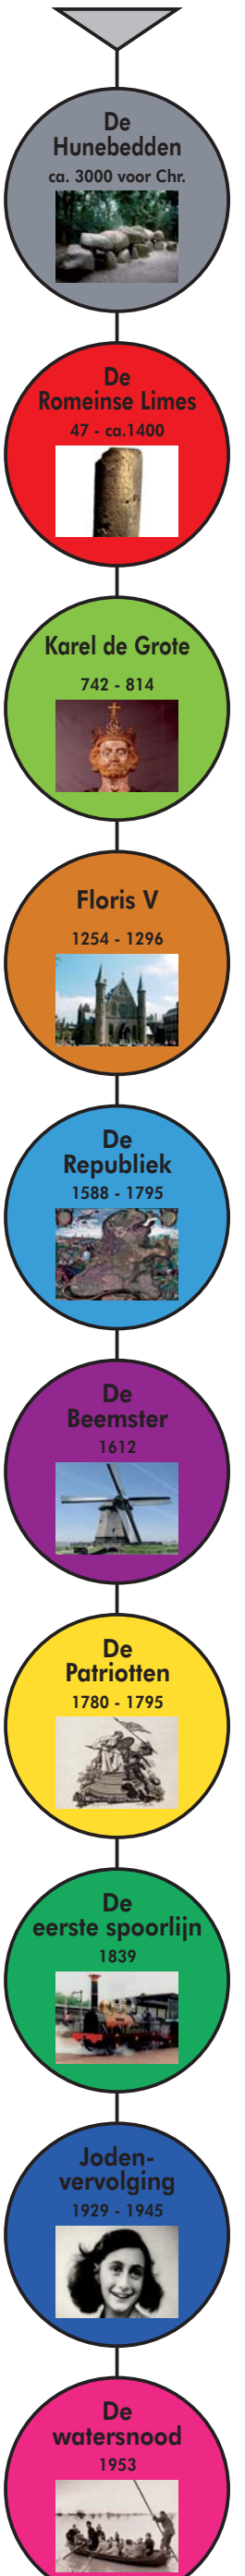 De
Hunebedden
ca. 3000 voor Chr.
De
Romeinse Limes
47 - ca.1400
Karel de Grote
742 - 814
Floris V
1254 - 1296
De
Republiek
1588 - 1795
De
Beemster
1612
De
Patriotten
1780 - 1795
De
eerste spoorlijn
1839
Joden-
vervolging
1929 - 1945
De
watersnood
1953